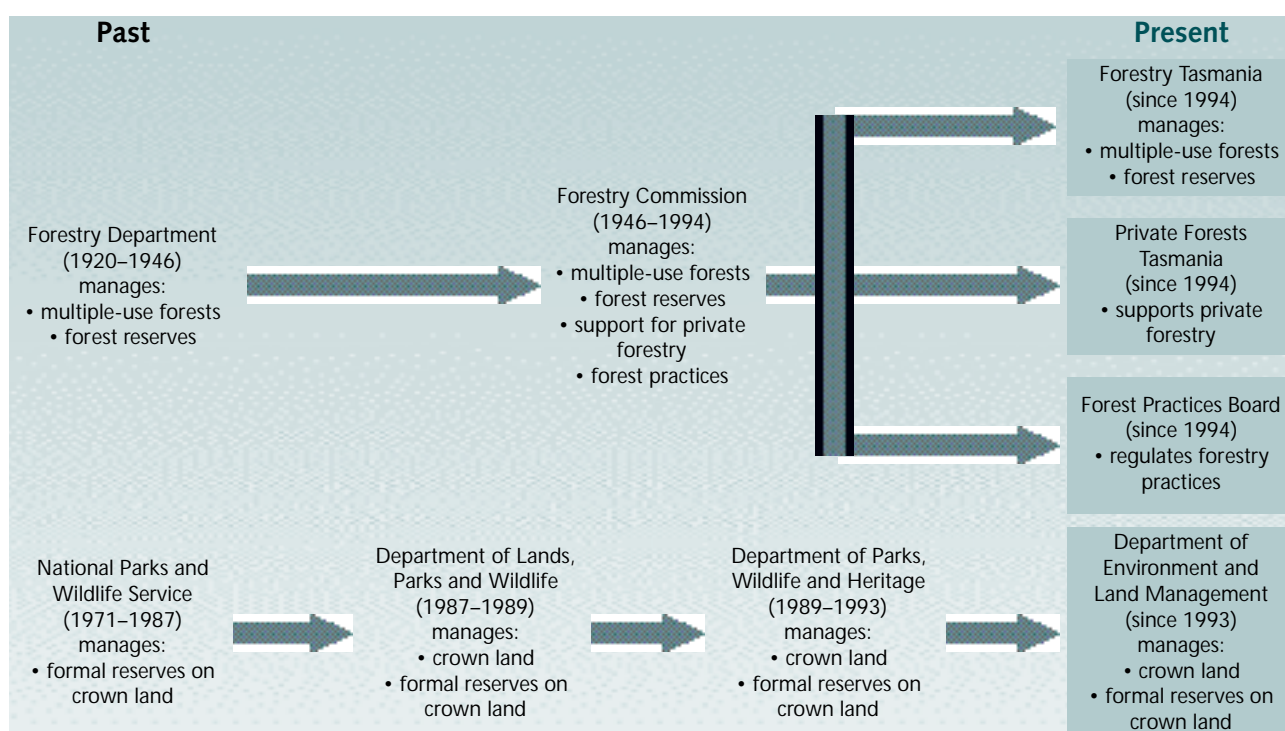 Past
Present
Forestry Department
(1920–1946)
manages:
• multiple-use forests
• forest reserves
Forestry Commission
(1946–1994)
manages:
• multiple-use forests
• forest reserves
• support for private
forestry
• forest practices
Forestry Tasmania
(since 1994)
manages:
• multiple-use forests
• forest reserves
Private Forests
Tasmania
(since 1994)
• supports private
forestry
Forest Practices Board
(since 1994)
• regulates forestry
practices
National Parks and
Wildlife Service
(1971–1987)
manages:
• formal reserves on
crown land
Department of Lands,
Parks and Wildlife
(1987–1989)
manages:
• crown land
• formal reserves on
crown land
Department of Parks,
Wildlife and Heritage
(1989–1993)
manages:
• crown land
• formal reserves on
crown land
Department of
Environment and
Land Management
(since 1993)
manages:
• crown land
• formal reserves on
crown land